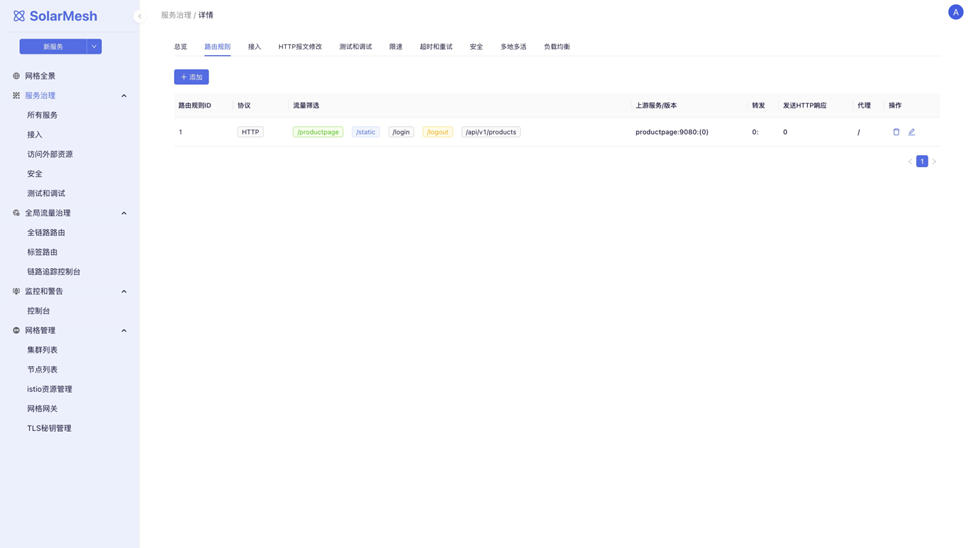 SolarMesh
服务治理 / 详情
A
新服务
总览 路由规则 接入 HTTP报文修改 测试和调试 限速 超时和重试 安全 多地多活 负载均衡
网格全景
服务治理
所有服务
接入
访问外部资源
安全
测试和调试
全局流量治理
全链路路由
标签路由
链路追踪控制台
监控和警告
控制台
网格管理
集群列表
节点列表
istio资源管理
网格网关
TLS秘钥管理
+ 添加
路由规则ID 协议 流量筛选 上游服务/版本 转发 发送HTTP响应 代理 操作
1 HTTP /productpage /static /login /logout /api/v1/products productpage:9080:(0) 0: 0 /
< 1 >